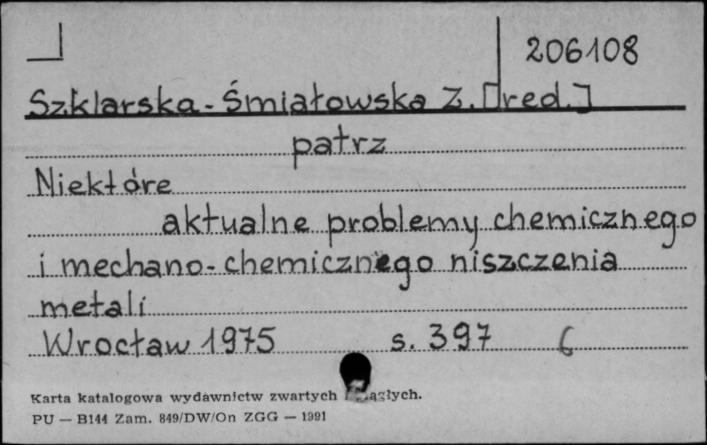 206108
Szklarska-Śmiałowska Z. [red.]
patrz
Niektóre
aktualne problemy chemicznego
i mechano-chemicznego niszczenia
metali
Wrocław 1975 s. 397 6
Karta katalogowa wydawnictw zwartych
PU — B144 Zam. 849/DW/On ZGG — 1991